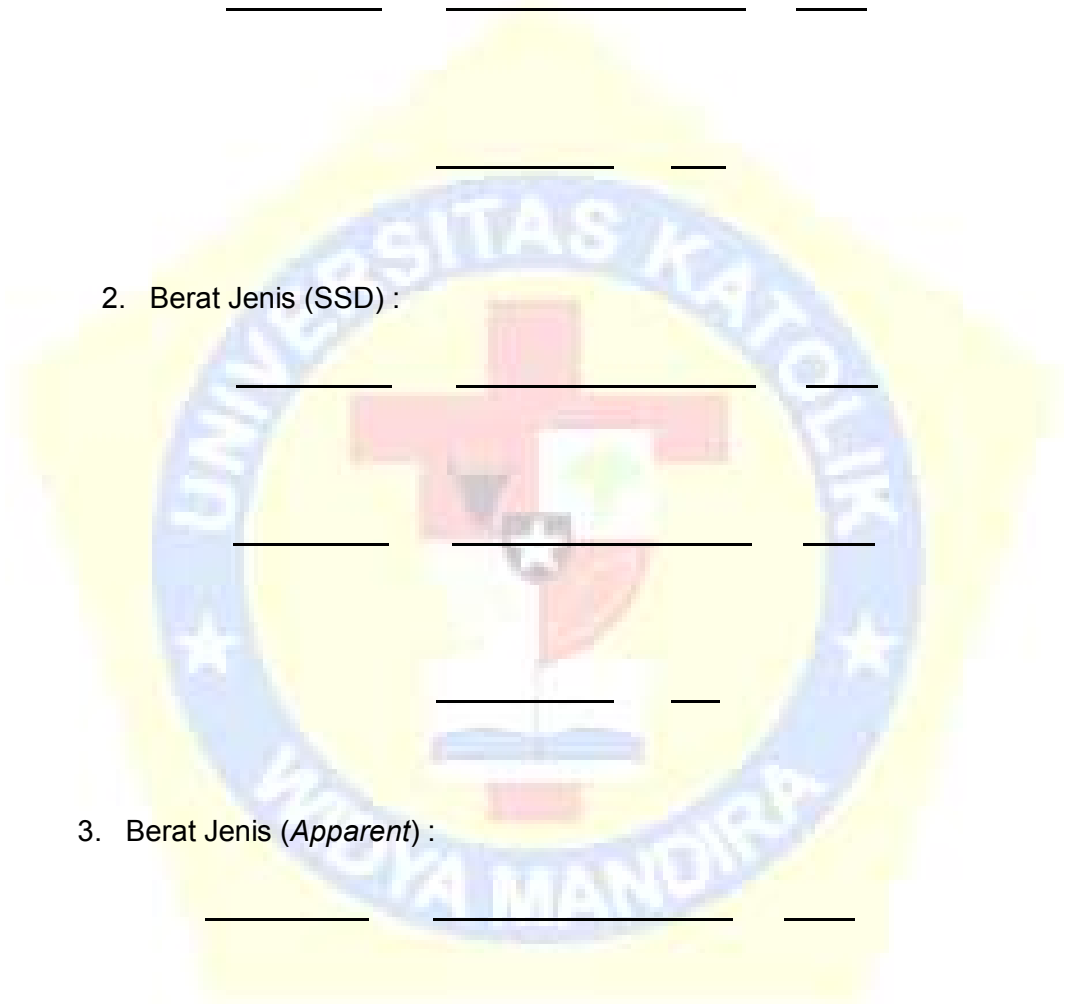 UNIVERSITAS KATOLIK
2. Berat Jenis (SSD) :
3. Berat Jenis (Apparent) :
WIDYA MANDIRA